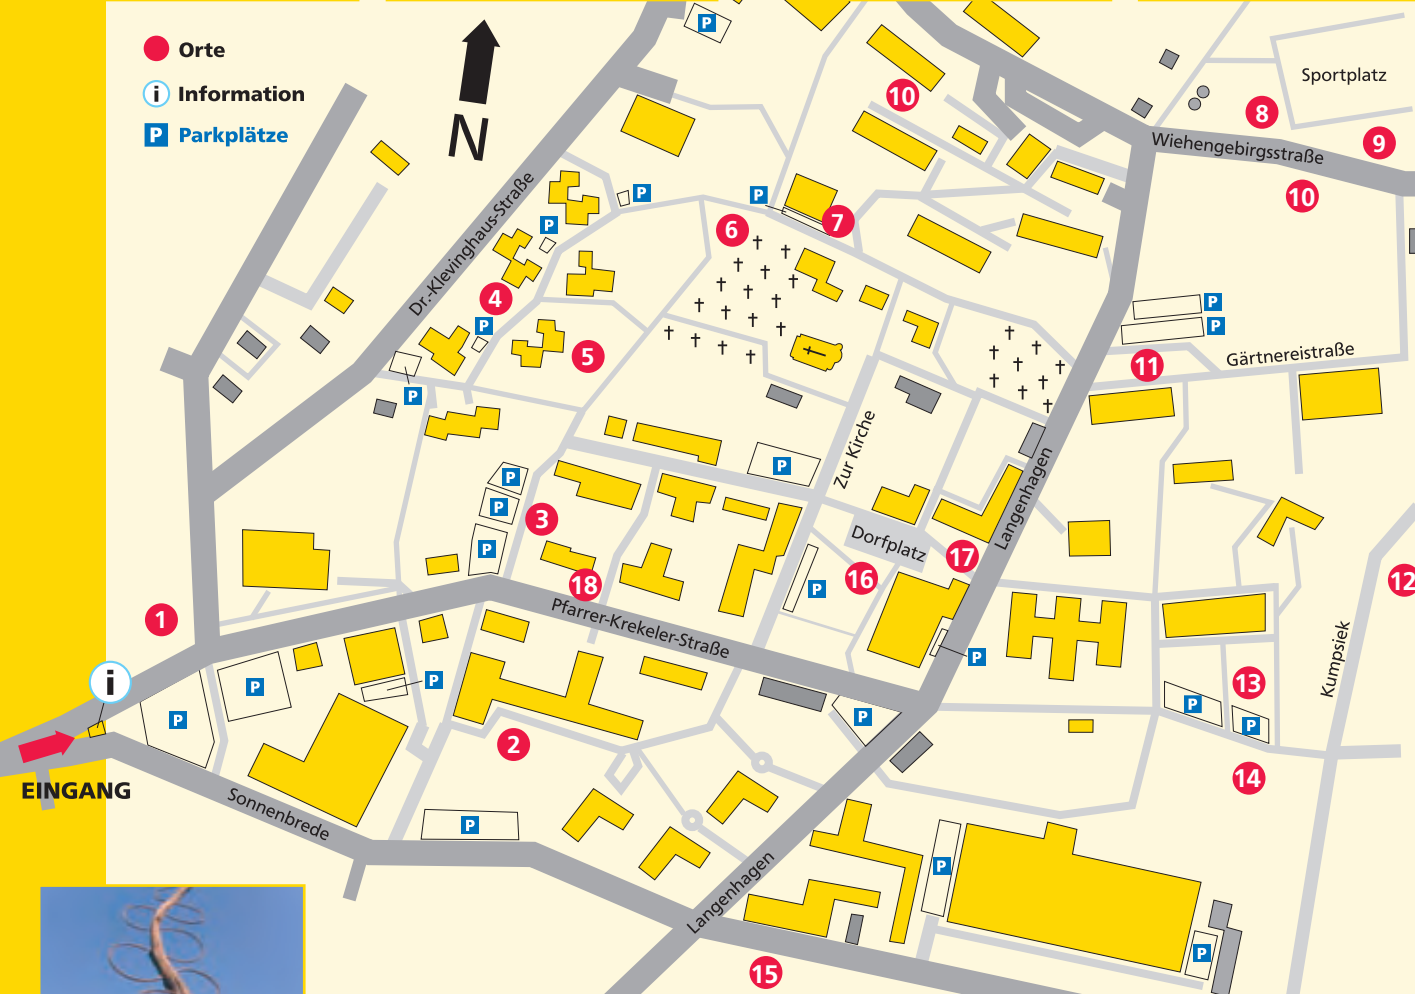 Orte
i Information
P Parkplätze
N
P
10
Sportplatz
8
9
Wiehengebirgsstraße
10
Dr.-Klevinghaus-Straße
P
P
P
7
6
4
P
5
P
P
P
11
Gärtnereistraße
P
Zur Kirche
P
P
P
P
3
Langenhagen
Dorfplatz
17
16
P
18
12
1
Pfarrer-Krekeler-Straße
Kumpsiek
i
P
P
P
P
13
P
P
P
2
14
EINGANG
Sonnenbrede
P
P
Langenhagen
P
15